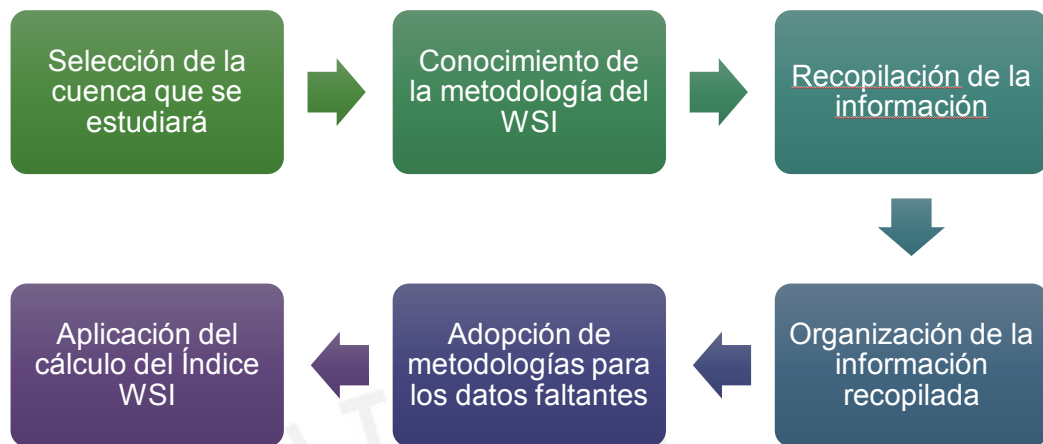 Selección de la
cuenca que se
estudiará
Conocimiento de
la metodología del
WSI
Recopilación de la
información
Organización de la
información
recopilada
Adopción de
metodologías para
los datos faltantes
Aplicación del
cálculo del Índice
WSI